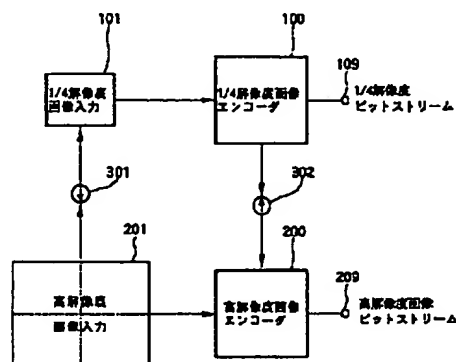 101
100
1/4解像度
画像入力
1/4解像度画像
エンコーダ
109
1/4解像度
ビットストリーム
301
302
201
200
高解像度
画像入力
高解像度画像
エンコーダ
209
高解像度画像
ビットストリーム